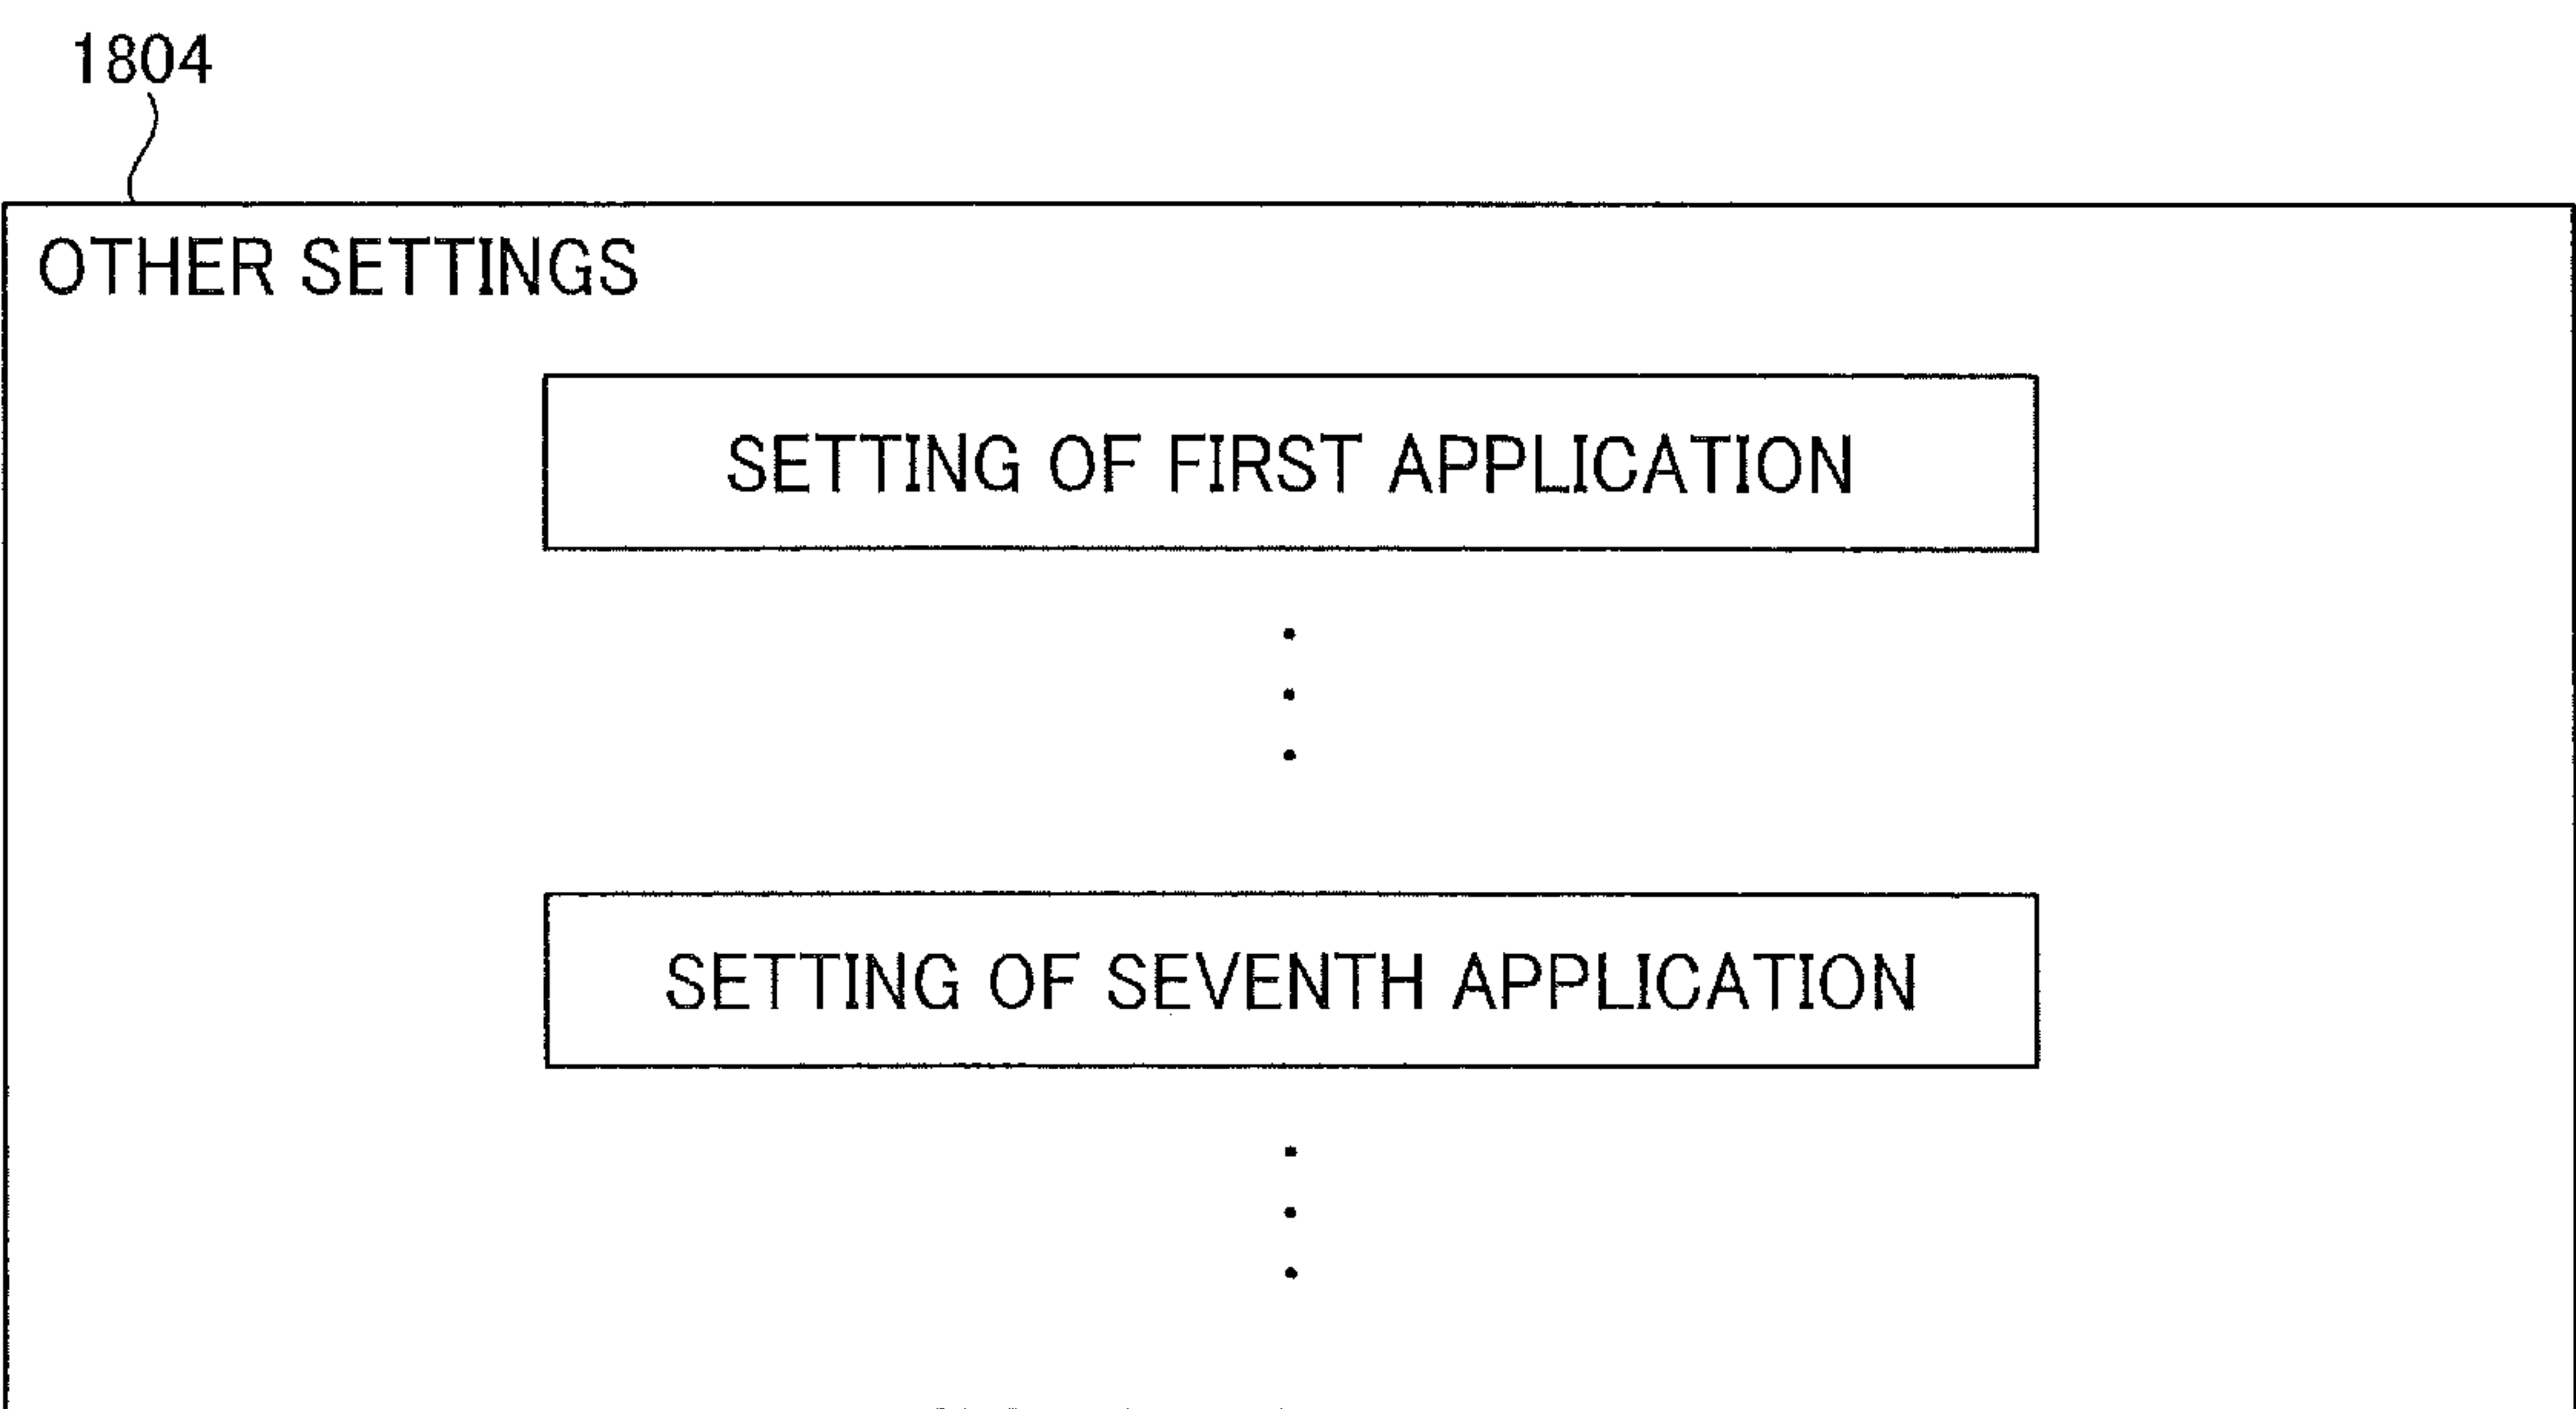 1804
OTHER SETTINGS
SETTING OF FIRST APPLICATION
SETTING OF SEVENTH APPLICATION